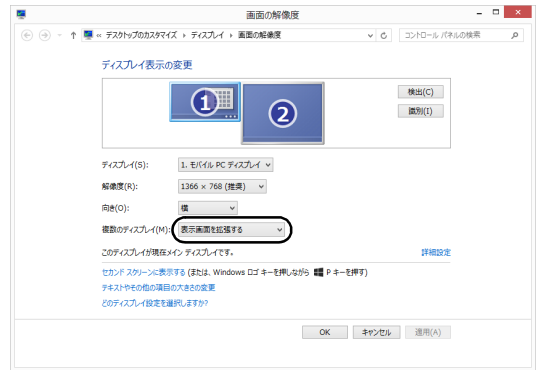 画面の解像度
« デスクトップのカスタマイズ ▸ ディスプレイ ▸ 画面の解像度
コントロール パネルの検索
ディスプレイ表示の変更
1
2
検出(C)
識別(I)
ディスプレイ(S): 1. モバイル PC ディスプレイ
解像度(R): 1366 × 768 (推奨)
向き(O): 横
複数のディスプレイ(M): 表示画面を拡張する
このディスプレイが現在メイン ディスプレイです。 詳細設定
セカンド スクリーンに表示する (または、Windows ロゴ キーを押しながら P キーを押す)
テキストやその他の項目の大きさの変更
どのディスプレイ設定を選択しますか?
OK キャンセル 適用(A)